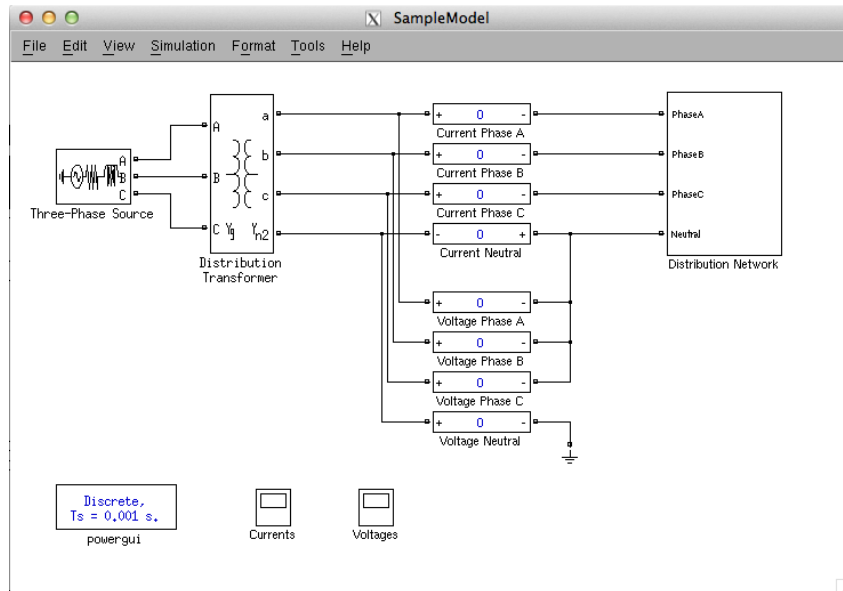 SampleModel
File Edit View Simulation Format Tools Help
A
B
C
Three-Phase Source
A
B
C
Yg
Yn2
a
b
c
Distribution
Transformer
+ 0 -
Current Phase A
+ 0 -
Current Phase B
+ 0 -
Current Phase C
- 0 +
Current Neutral
+ 0 -
Voltage Phase A
+ 0 -
Voltage Phase B
+ 0 -
Voltage Phase C
+ 0 -
Voltage Neutral
PhaseA
PhaseB
PhaseC
Neutral
Distribution Network
Discrete,
Ts = 0.001 s.
powergui
Currents
Voltages